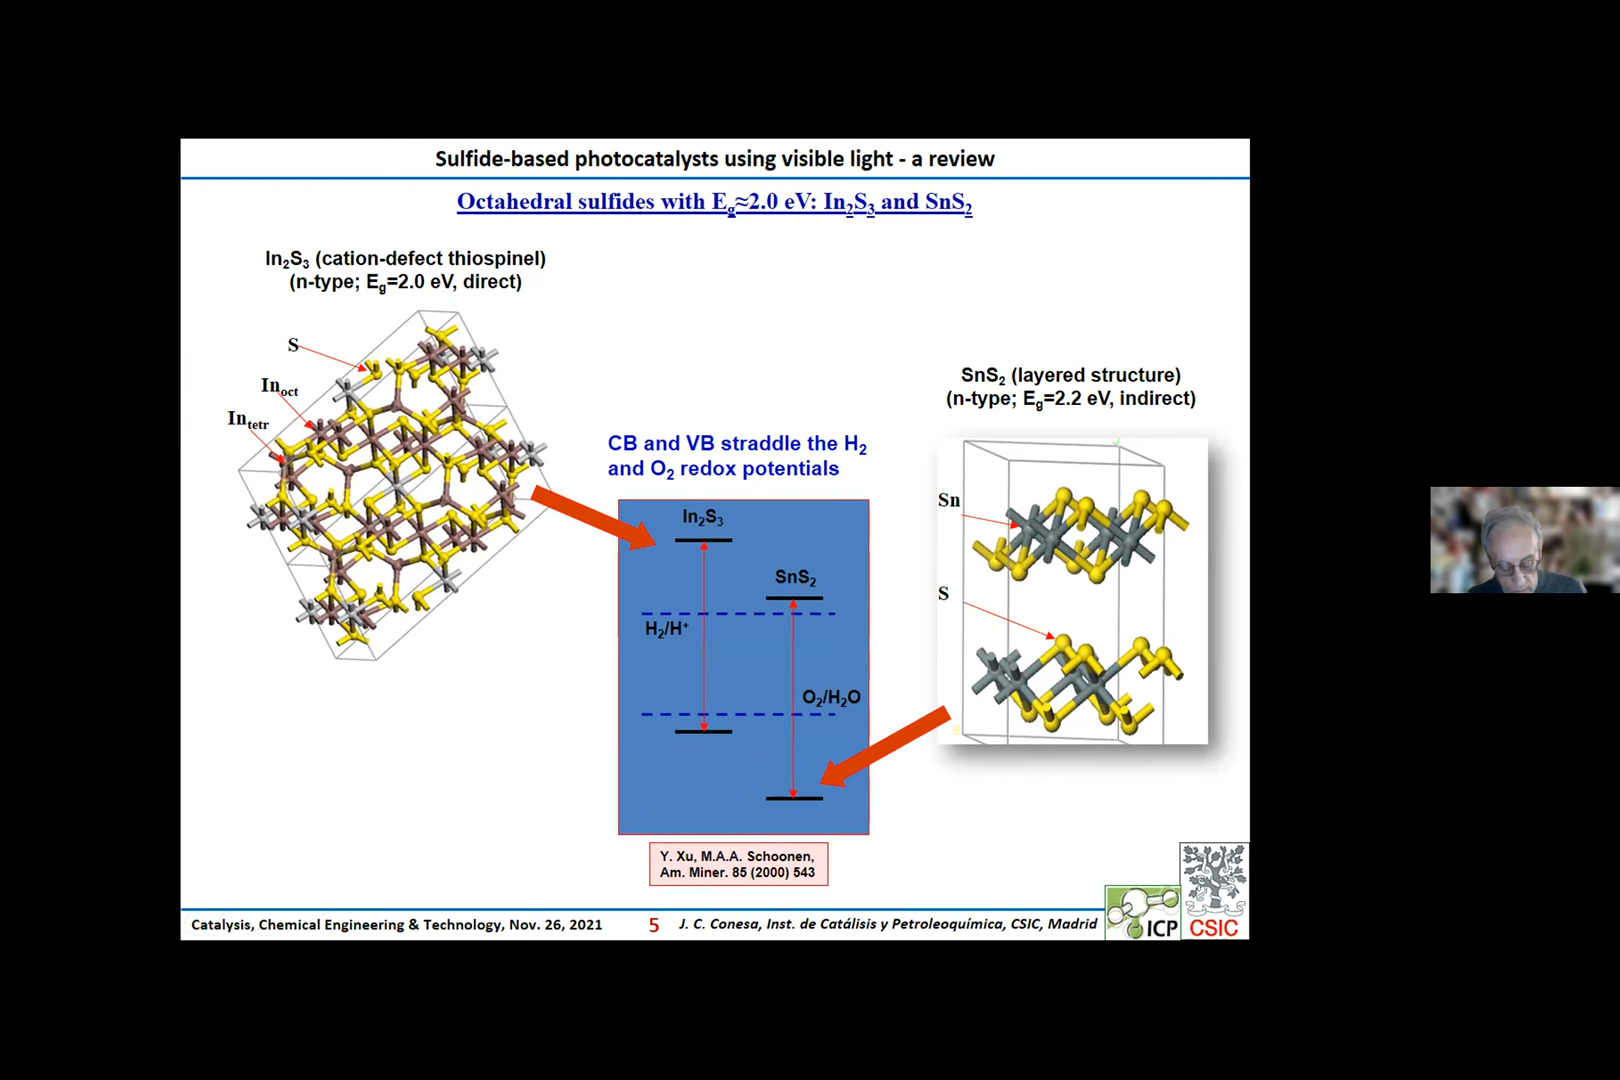 Sulfide-based photocatalysts using visible light - a review
Octahedral sulfides with Eg≈2.0 eV: In2S3 and SnS2
In2S3 (cation-defect thiospinel)
(n-type; Eg=2.0 eV, direct)
S
Inoct
Intetr
SnS2 (layered structure)
(n-type; Eg=2.2 eV, indirect)
Sn
S
CB and VB straddle the H2
and O2 redox potentials
In2S3
SnS2
H2/H+
O2/H2O
Y. Xu, M.A.A. Schoonen,
Am. Miner. 85 (2000) 543
Catalysis, Chemical Engineering & Technology, Nov. 26, 2021
5
J. C. Conesa, Inst. de Catálisis y Petroleoquímica, CSIC, Madrid
ICP
CSIC